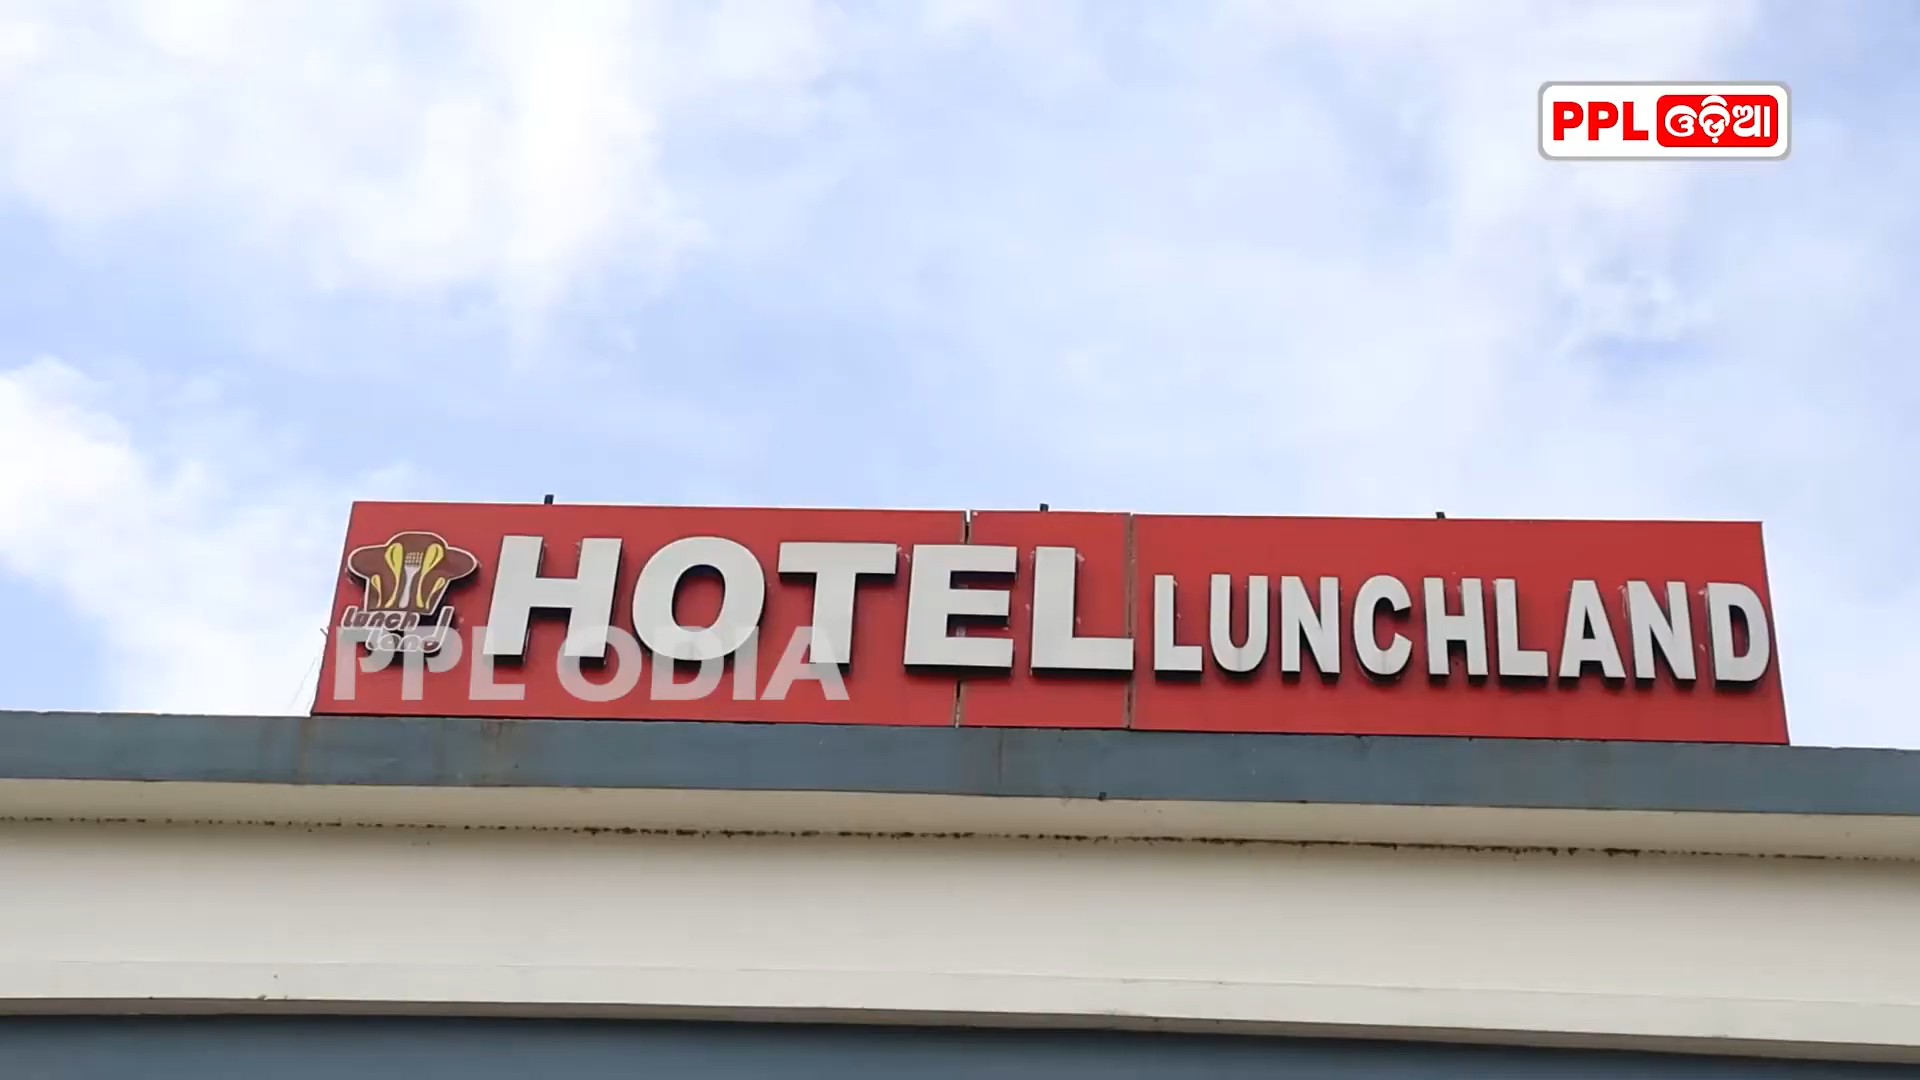 PPL ଓଡ଼ିଆ
HOTEL LUNCHLAND
lunch
land
PPL ODIA